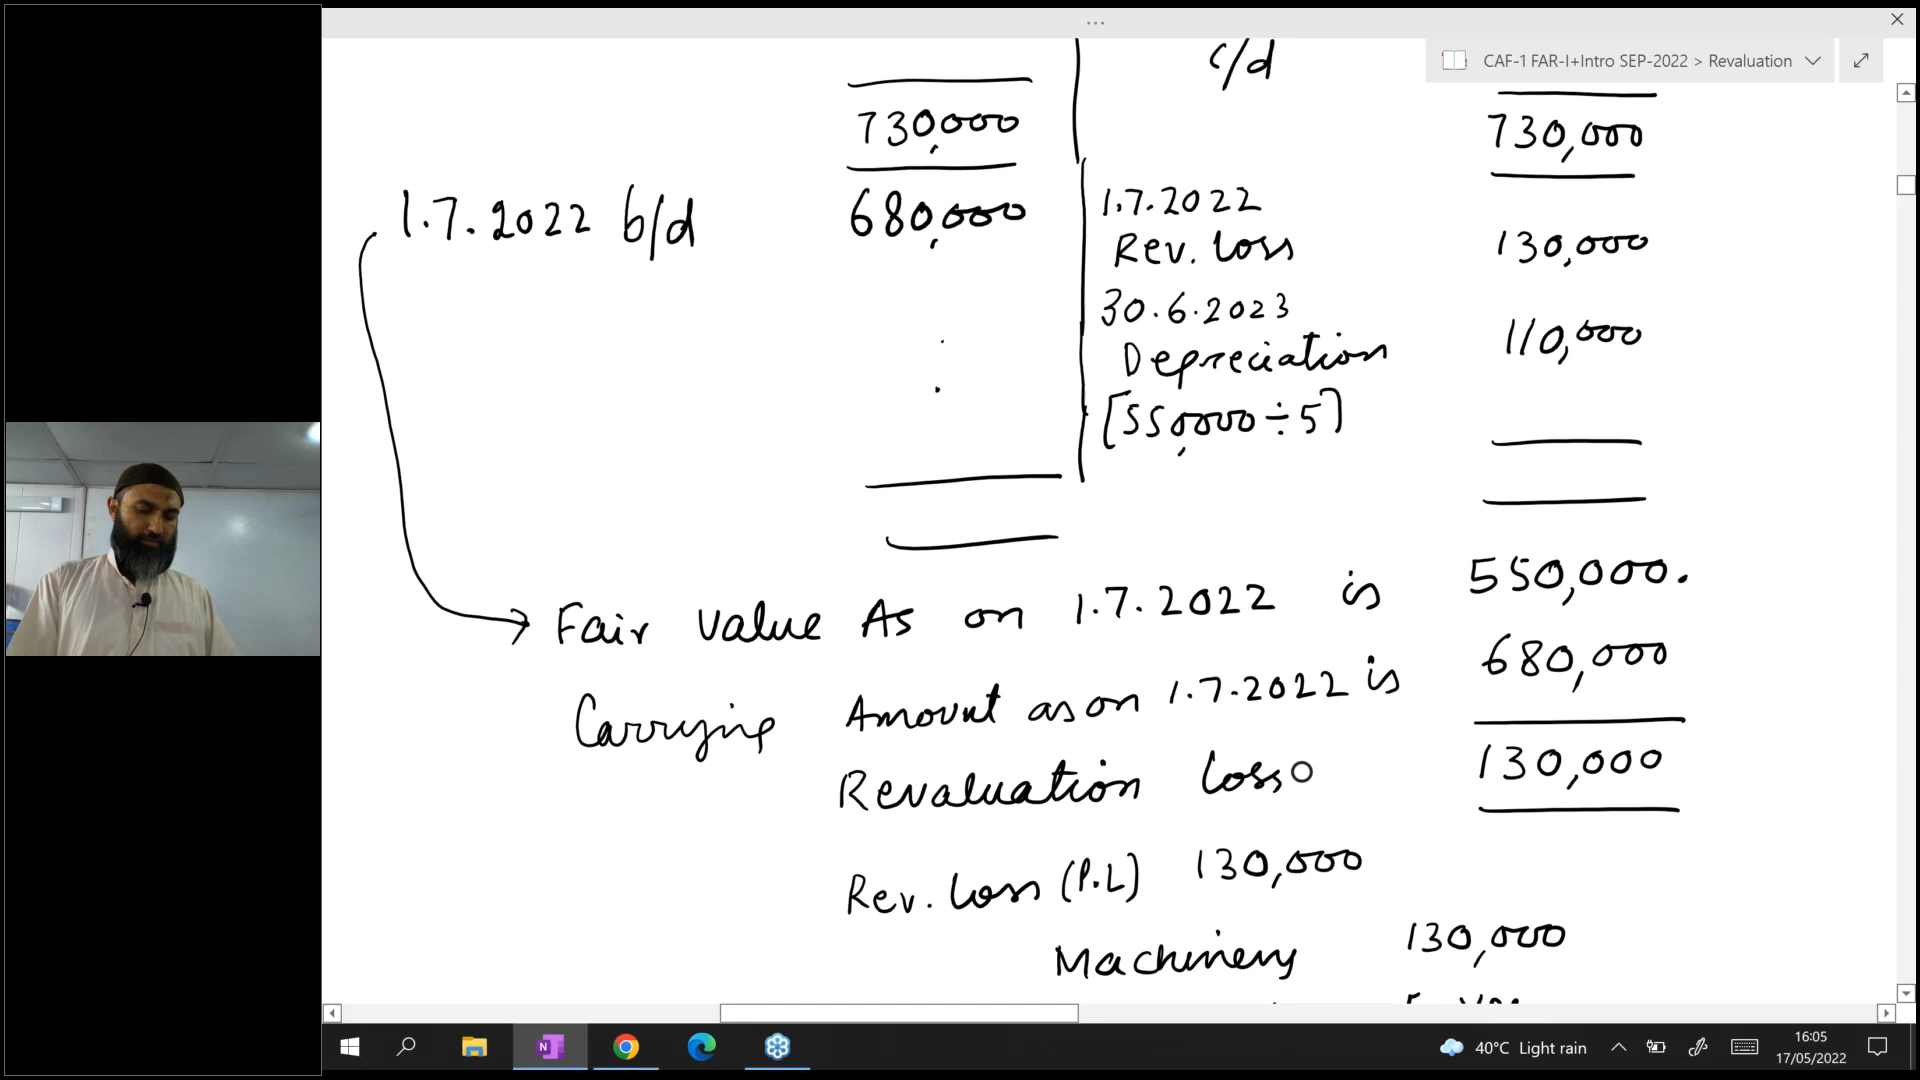 CAF-1 FAR-I+Intro SEP-2022 > Revaluation
c/d
730,000 730,000
1.7.2022 b/d 680,000
1.7.2022
Rev. Loss 130,000
30.6.2023
Depreciation 110,000
[550,000 ÷ 5]
Fair Value As on 1.7.2022 is 550,000.
Carrying Amount as on 1.7.2022 is 680,000
Revaluation Loss 130,000
Rev. Loss (P.L) 130,000
Machinery 130,000
40°C Light rain
16:05
17/05/2022